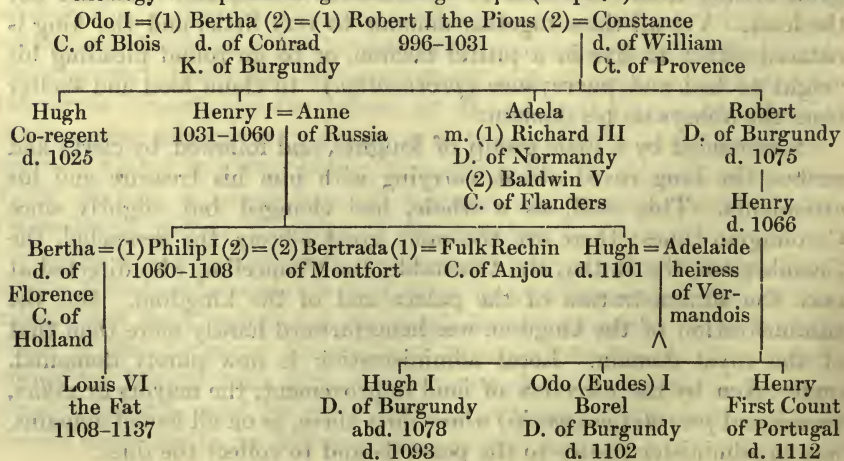 Odo I=(1) Bertha (2)=(1) Robert I the Pious (2)=Constance
C. of Blois d. of Conrad 996–1031 d. of William
K. of Burgundy Ct. of Provence
Hugh Henry I=Anne Adela Robert
Co-regent 1031–1060 of Russia m. (1) Richard III D. of Burgundy
d. 1025 D. of Normandy d. 1075
(2) Baldwin V
C. of Flanders Henry
d. 1066
Bertha=(1) Philip I (2)=(2) Bertrada (1)=Fulk Rechin Hugh=Adelaide
d. of 1060–1108 of Montfort C. of Anjou d. 1101 heiress
Florence of Ver-
C. of mandois
Holland
Louis VI Hugh I Odo (Eudes) I Henry
the Fat D. of Burgundy Borel First Count
1108–1137 abd. 1078 D. of Burgundy of Portugal
d. 1093 d. 1102 d. 1112